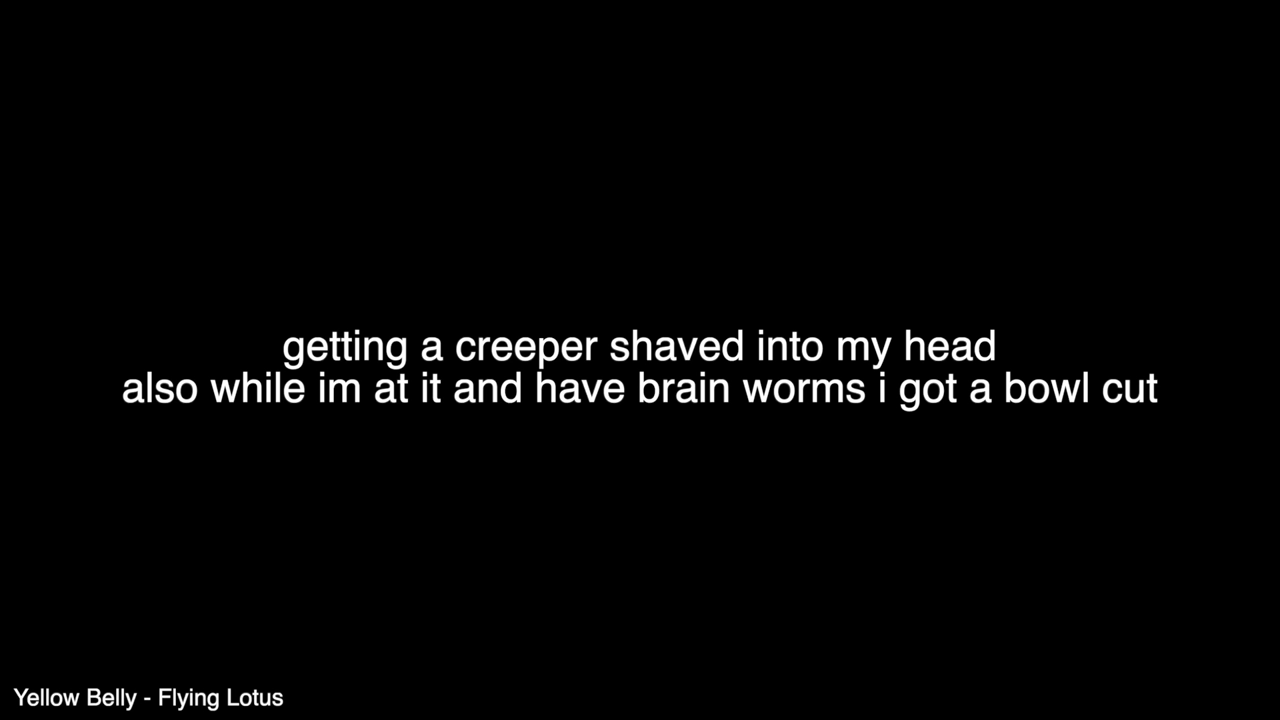 getting a creeper shaved into my head
also while im at it and have brain worms i got a bowl cut
Yellow Belly - Flying Lotus